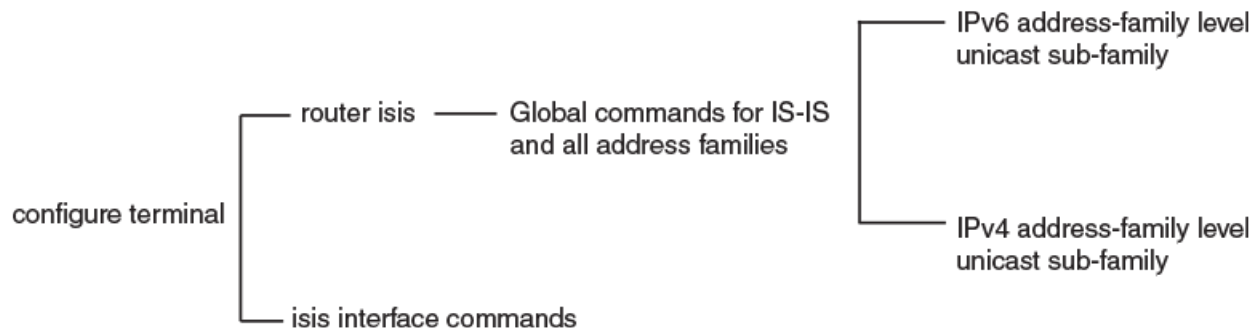 IPv6 address-family level
unicast sub-family
router isis
Global commands for IS-IS
and all address families
configure terminal
IPv4 address-family level
unicast sub-family
isis interface commands